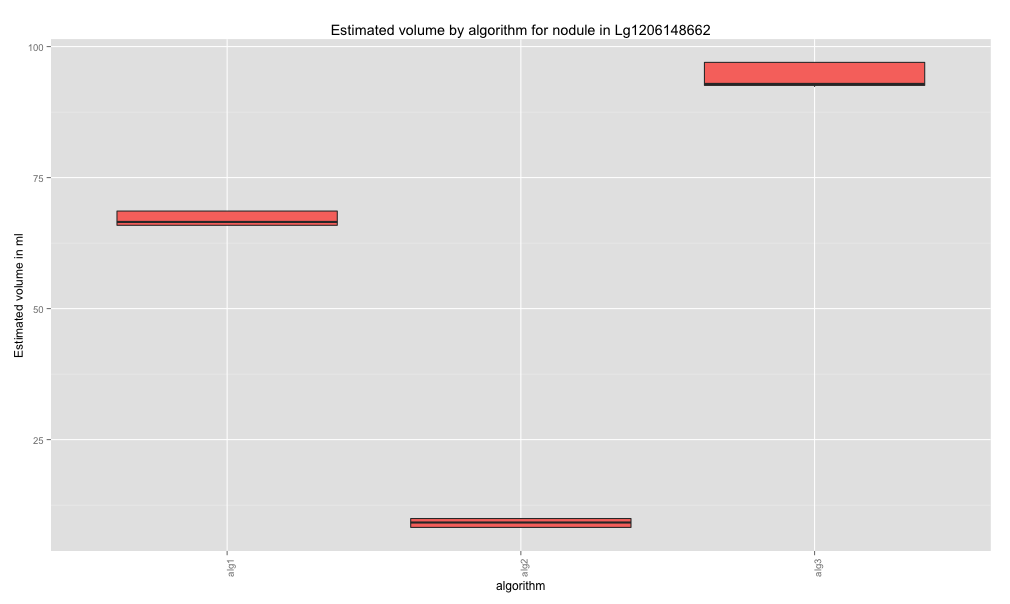 Estimated volume by algorithm for nodule in Lg1206148662
100
75
50
25
Estimated volume in ml
alg1
alg2
alg3
algorithm